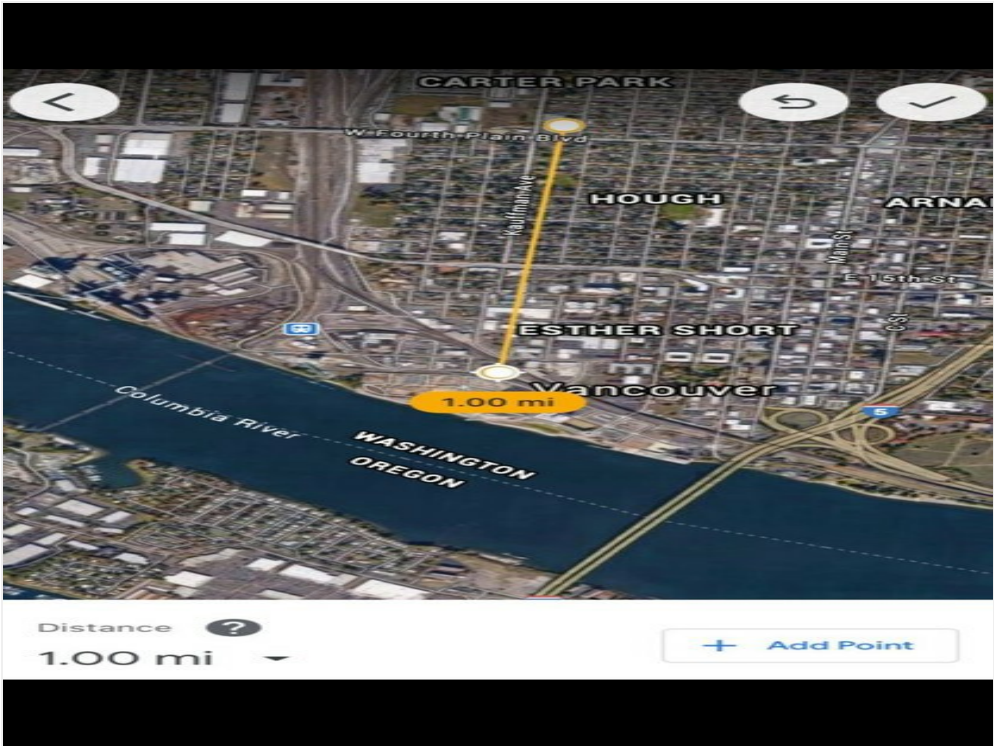 CARTER PARK
W Fourth Plain Blvd
Kauffman Ave
HOUGH
ARNA
Main St
E 15th St
C St
ESTHER SHORT
Vancouver
1.00 mi
5
Columbia River
WASHINGTON
OREGON
Distance ?
1.00 mi
+ Add Point